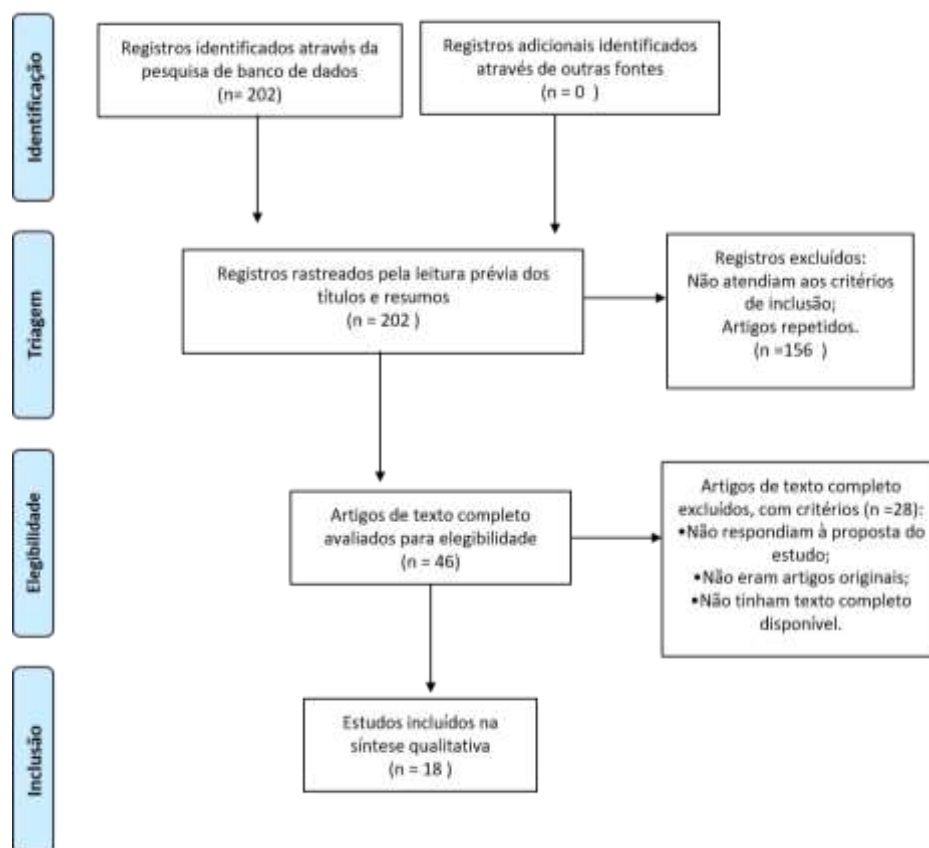 Identificação
Registros identificados através da
pesquisa de banco de dados
(n= 202)
Registros adicionais identificados
através de outras fontes
(n = 0 )
Triagem
Registros rastreados pela leitura prévia dos
títulos e resumos
(n = 202 )
Registros excluídos:
Não atendiam aos critérios
de inclusão;
Artigos repetidos.
(n =156 )
Elegibilidade
Artigos de texto completo
avaliados para elegibilidade
(n = 46)
Artigos de texto completo
excluídos, com critérios (n =28):
•Não respondiam à proposta do
estudo;
•Não eram artigos originais;
•Não tinham texto completo
disponível.
Inclusão
Estudos incluídos na
síntese qualitativa
(n = 18 )